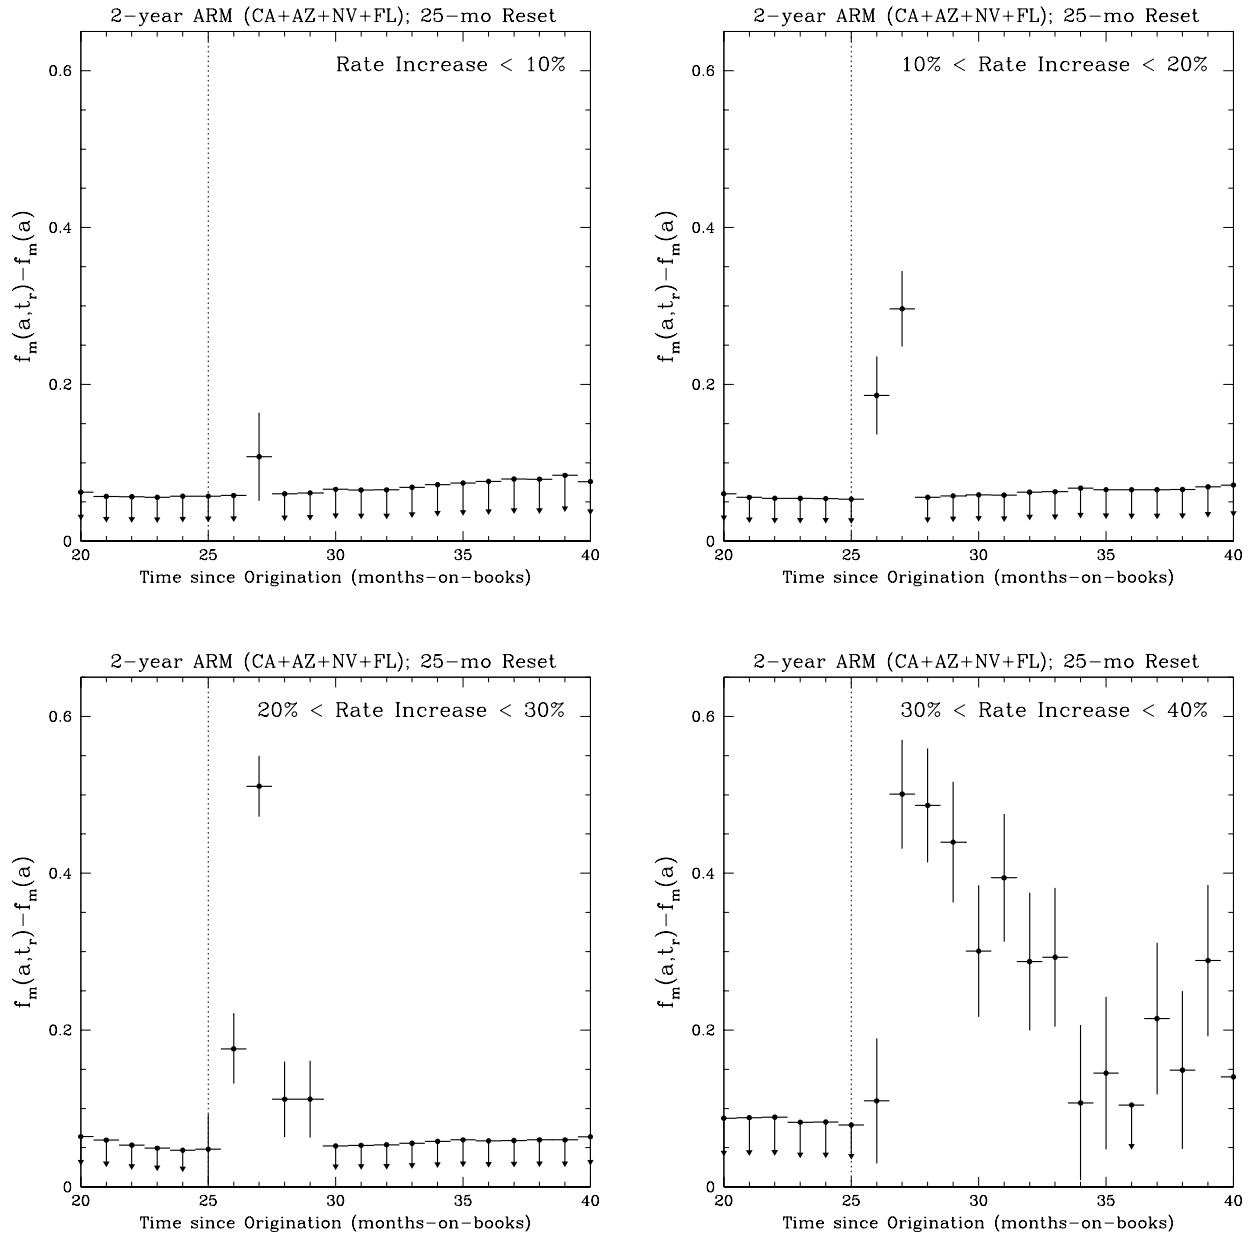 2-year ARM (CA+AZ+NV+FL); 25-mo Reset
Rate Increase < 10%
0.6
0.4
0.2
0
f_m(a,t_r)-f_m(a)
20 25 30 35 40
Time since Origination (months-on-books)
2-year ARM (CA+AZ+NV+FL); 25-mo Reset
10% < Rate Increase < 20%
0.6
0.4
0.2
0
f_m(a,t_r)-f_m(a)
20 25 30 35 40
Time since Origination (months-on-books)
2-year ARM (CA+AZ+NV+FL); 25-mo Reset
20% < Rate Increase < 30%
0.6
0.4
0.2
0
f_m(a,t_r)-f_m(a)
20 25 30 35 40
Time since Origination (months-on-books)
2-year ARM (CA+AZ+NV+FL); 25-mo Reset
30% < Rate Increase < 40%
0.6
0.4
0.2
0
f_m(a,t_r)-f_m(a)
20 25 30 35 40
Time since Origination (months-on-books)